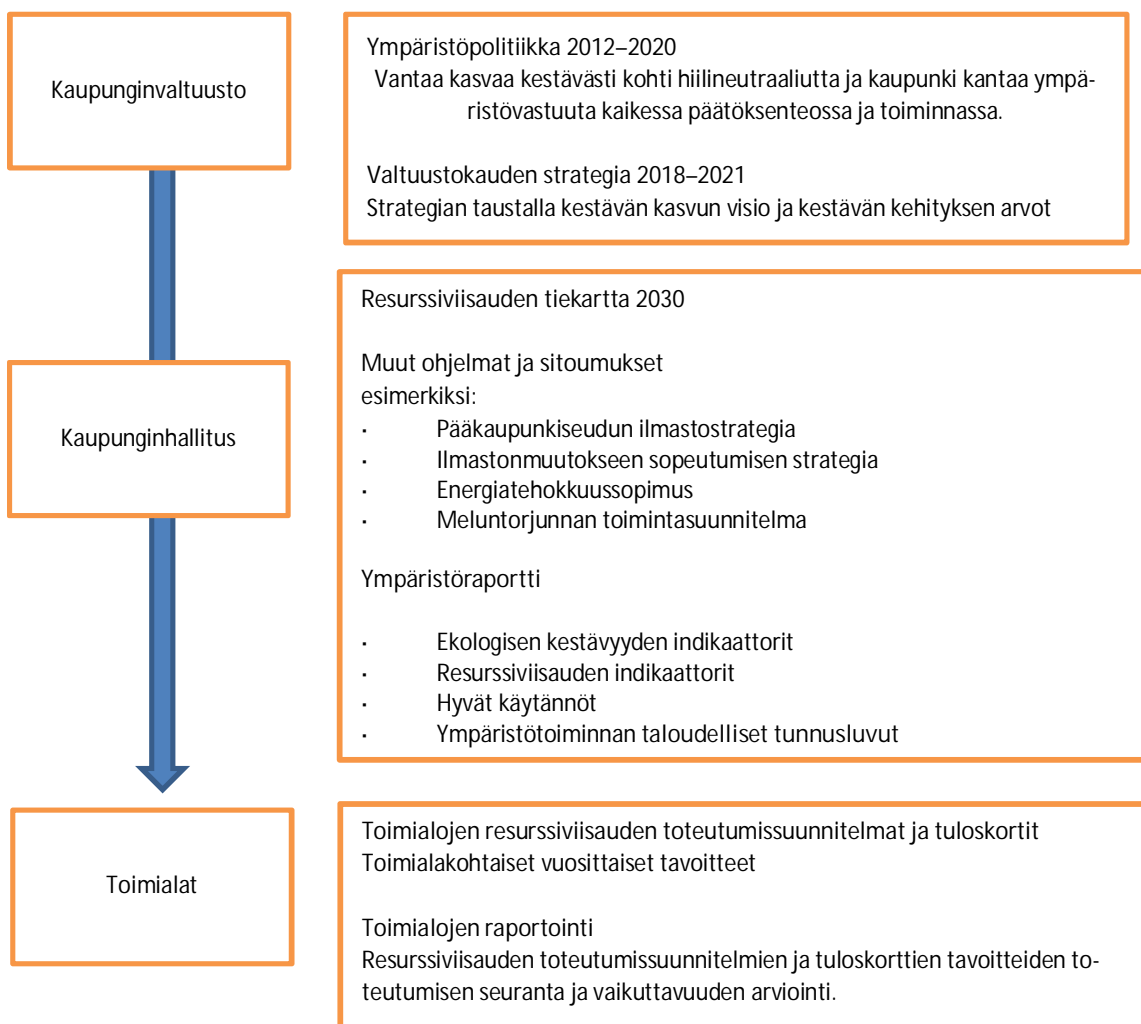 Kaupunginvaltuusto
Ympäristöpolitiikka 2012–2020
Vantaa kasvaa kestävästi kohti hiilineutraaliutta ja kaupunki kantaa ympä-
ristövastuuta kaikessa päätöksenteossa ja toiminnassa.
Valtuustokauden strategia 2018–2021
Strategian taustalla kestävän kasvun visio ja kestävän kehityksen arvot
Kaupunginhallitus
Resurssiviisauden tiekartta 2030
Muut ohjelmat ja sitoumukset
esimerkiksi:
· Pääkaupunkiseudun ilmastostrategia
· Ilmastonmuutokseen sopeutumisen strategia
· Energiatehokkuussopimus
· Meluntorjunnan toimintasuunnitelma
Ympäristöraportti
· Ekologisen kestävyyden indikaattorit
· Resurssiviisauden indikaattorit
· Hyvät käytännöt
· Ympäristötoiminnan taloudelliset tunnusluvut
Toimialat
Toimialojen resurssiviisauden toteutumissuunnitelmat ja tuloskortit
Toimialakohtaiset vuosittaiset tavoitteet
Toimialojen raportointi
Resurssiviisauden toteutumissuunnitelmien ja tuloskorttien tavoitteiden to-
teutumisen seuranta ja vaikuttavuuden arviointi.